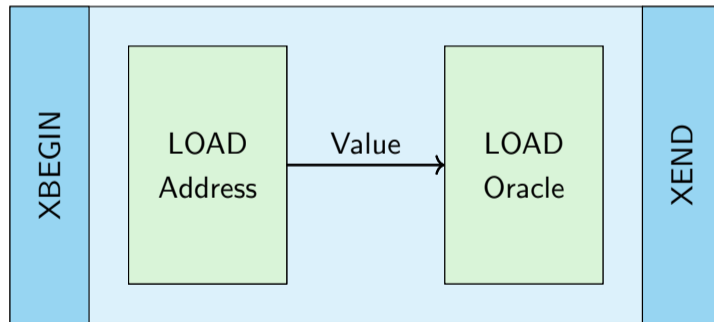 XBEGIN
LOAD
Address
Value
LOAD
Oracle
XEND